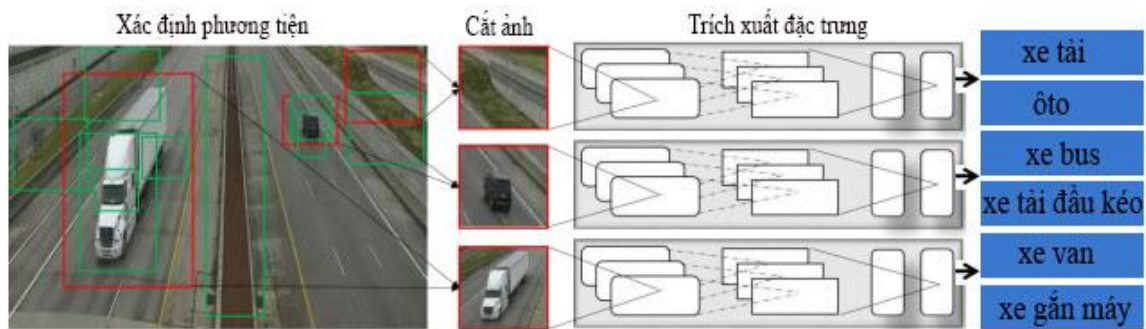 Xác định phương tiện
Cắt ảnh
Trích xuất đặc trưng
xe tải
ôto
xe bus
xe tải đầu kéo
xe van
xe gắn máy